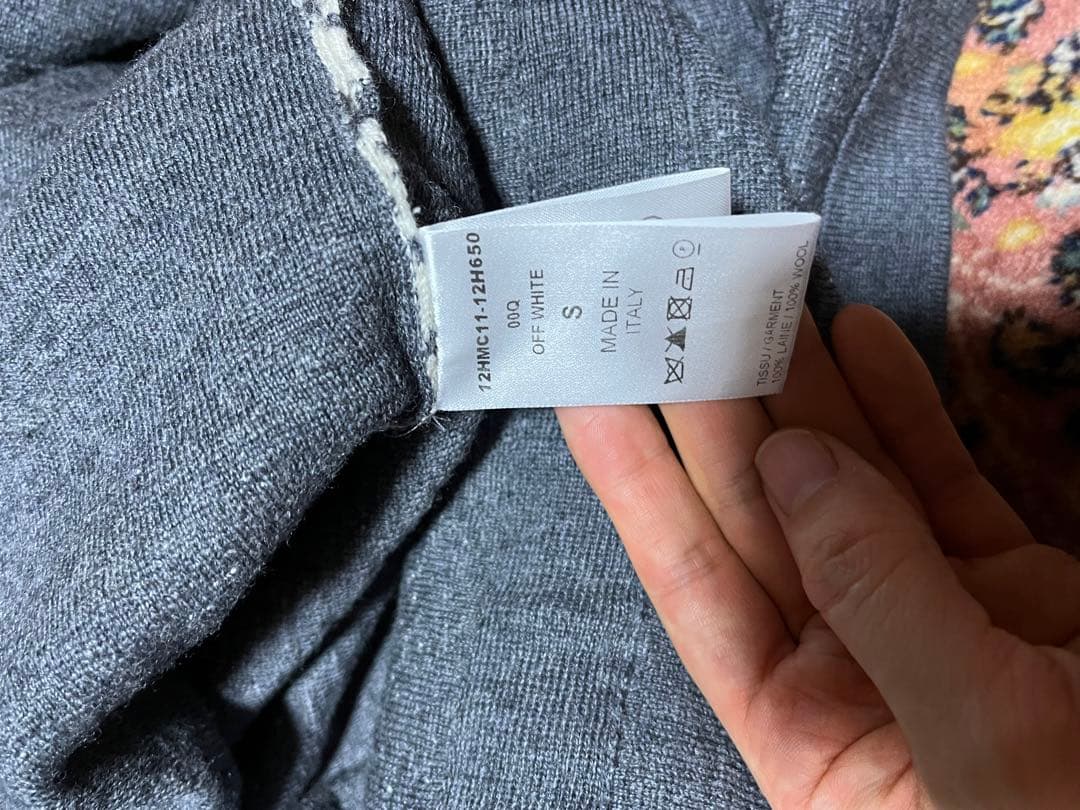 12HMC11-12H650
00Q
OFF WHITE
S
MADE IN
ITALY
TISSU / GARMENT
100% LAINE / 100% WOOL